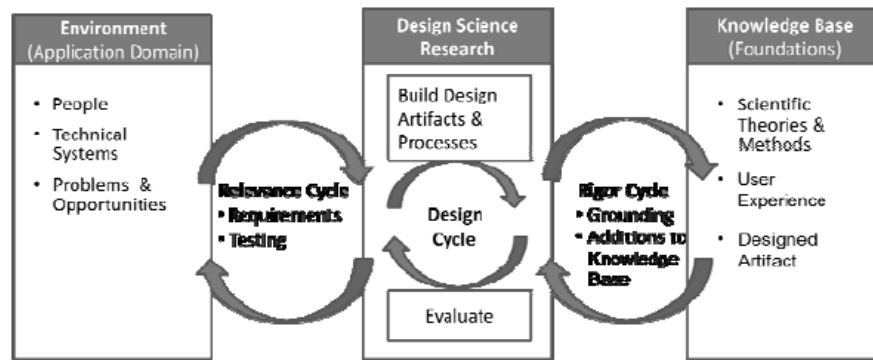 Environment
(Application Domain)
• People
• Technical
Systems
• Problems &
Opportunities
Relevance Cycle
• Requirements
• Testing
Design Science
Research
Build Design
Artifacts &
Processes
Design
Cycle
Evaluate
Rigor Cycle
• Grounding
• Additions to
Knowledge
Base
Knowledge Base
(Foundations)
• Scientific
Theories &
Methods
• User
Experience
• Designed
Artifact